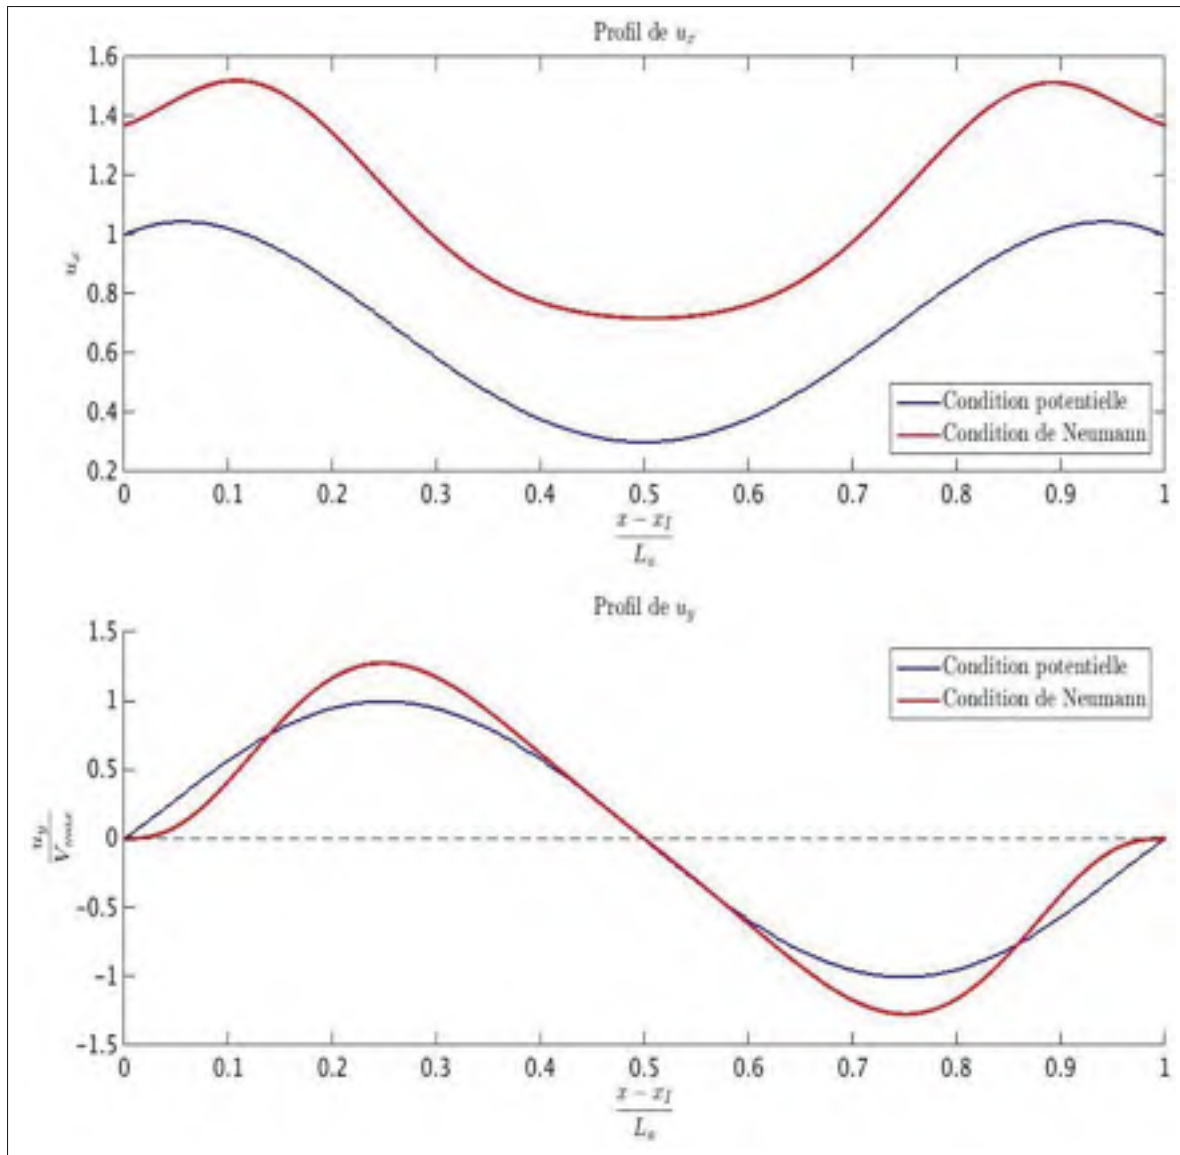 Profil de u_x
1.6
1.4
1.2
1
0.8
0.6
0.4
0.2
u_x
Condition potentielle
Condition de Neumann
0 0.1 0.2 0.3 0.4 0.5 0.6 0.7 0.8 0.9 1
x − x_I
L_s
Profil de u_y
1.5
1
0.5
0
−0.5
−1
−1.5
u_y
V_max
Condition potentielle
Condition de Neumann
0 0.1 0.2 0.3 0.4 0.5 0.6 0.7 0.8 0.9 1
x − x_I
L_s